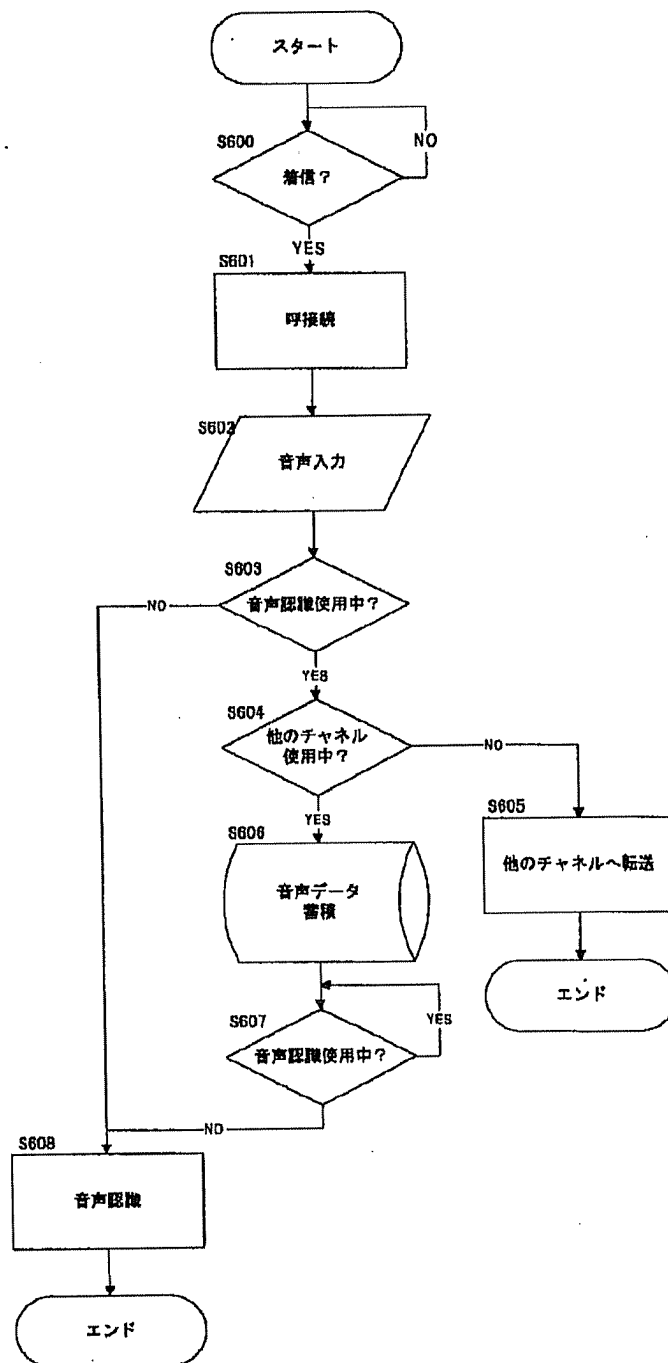 スタート
S600
NO
着信?
YES
S601
呼接続
S602
音声入力
S603
NO
音声認識使用中?
YES
S604
他のチャネル
使用中?
NO
YES
S605
S606
他のチャネルへ転送
音声データ
蓄積
エンド
S607
YES
音声認識使用中?
NO
S608
音声認識
エンド